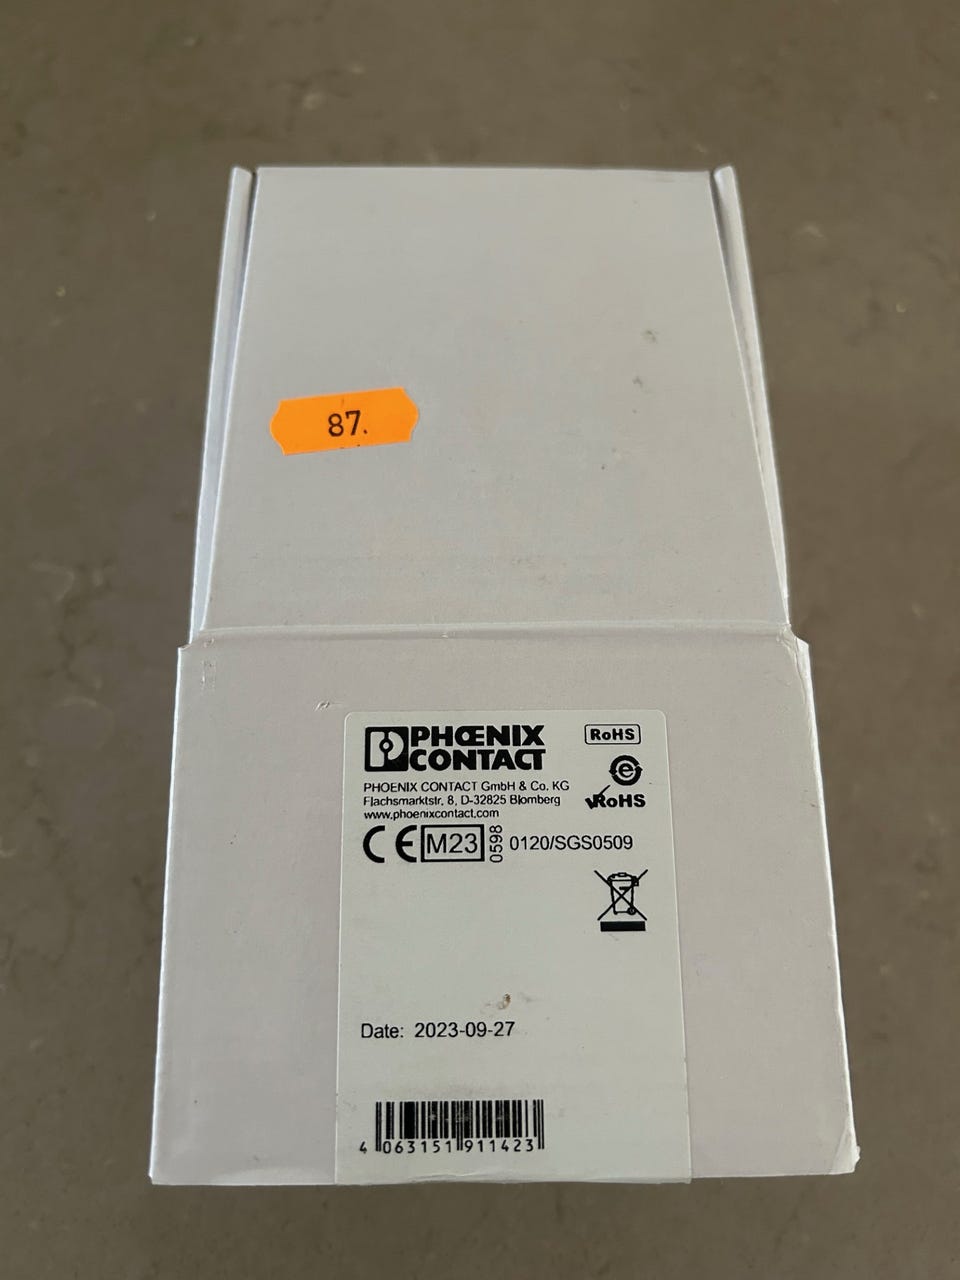 87.
PHŒNIX
CONTACT
RoHS
PHOENIX CONTACT GmbH & Co. KG
Flachsmarktstr. 8, D-32825 Blomberg
www.phoenixcontact.com
e
RoHS
CE M23 0598 0120/SGS0509
Date: 2023-09-27
4 063151 911423